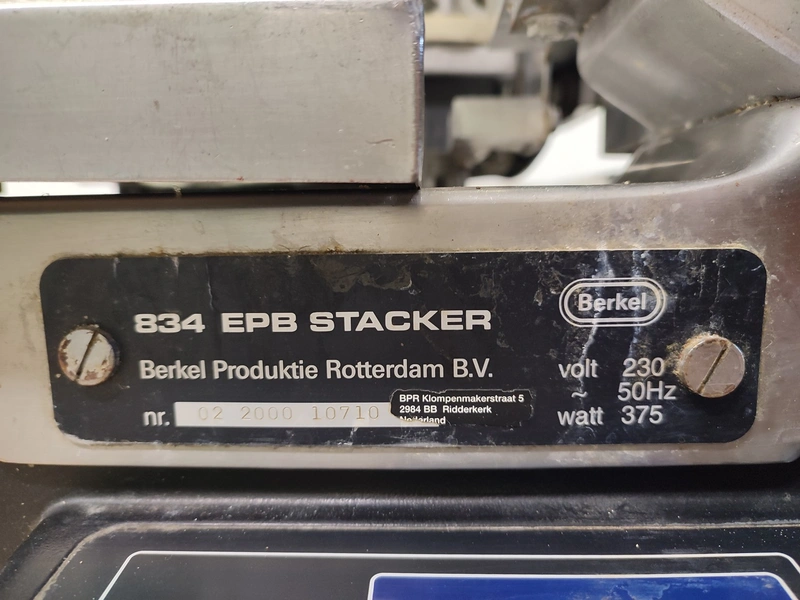 834 EPB STACKER
Berkel
Berkel Produktie Rotterdam B.V.
nr. 02 2000 10710
BPR Klompenmakerstraat 5
2984 BB Ridderkerk
Nederland
volt 230
~ 50Hz
watt 375